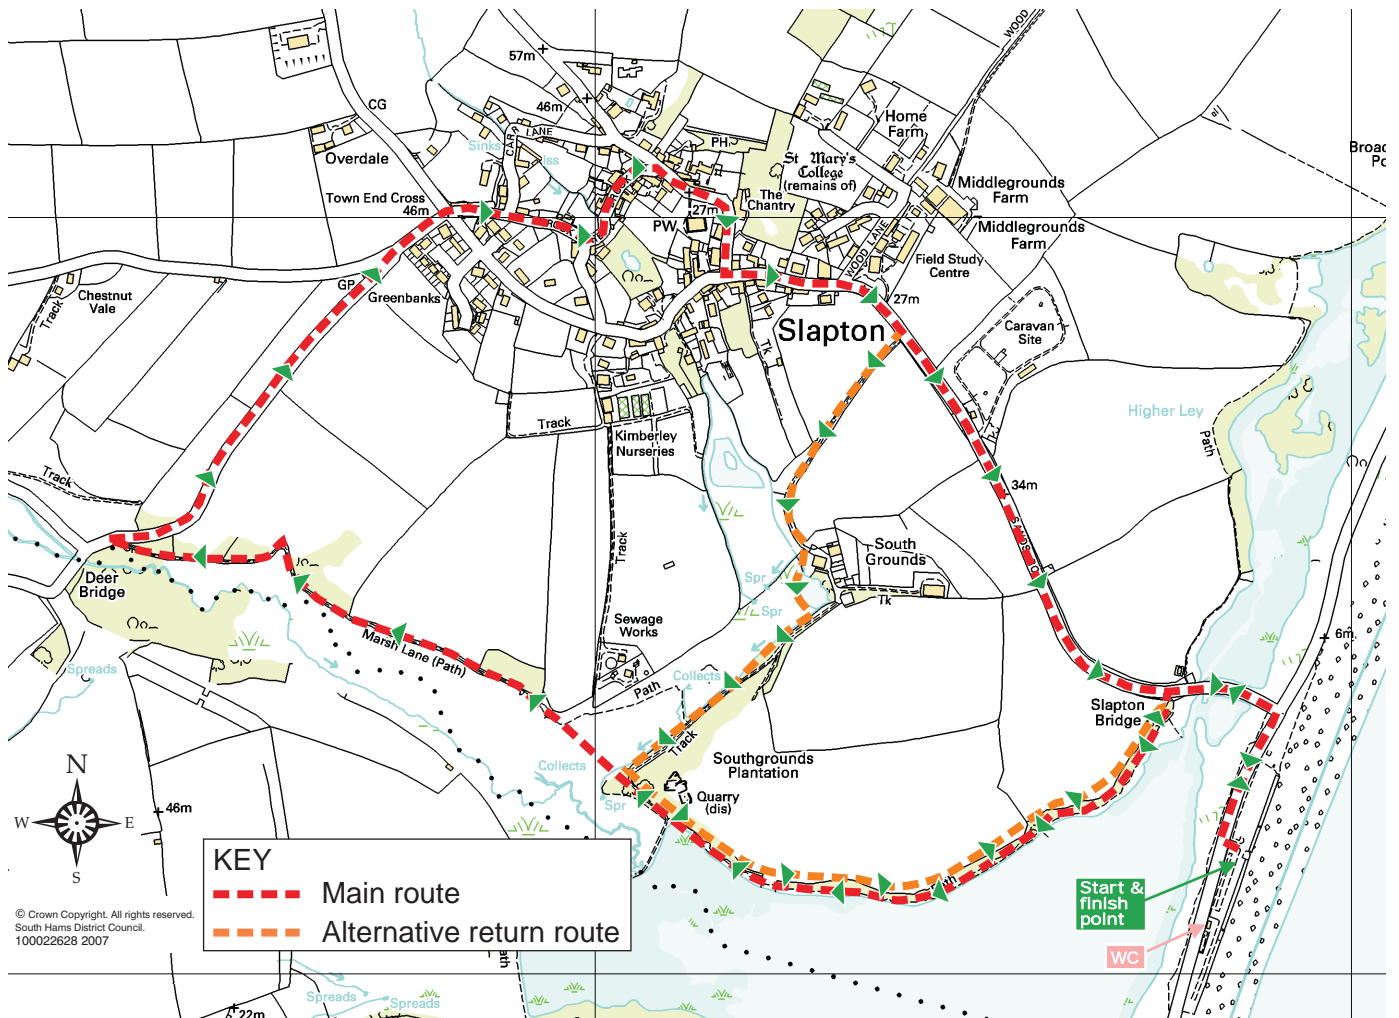 WOOD
57m
CG
46m
Home
Farm
CARR LANE
Sinks
Iss
PH
St Mary's
College
(remains of)
Broad
Overdale
Middlegrounds
Farm
Town End Cross
46m
The
Chantry
27m
PW
Middlegrounds
Farm
WOOD LANE
Field Study
Centre
GP
Greenbanks
Chestnut
Vale
Track
27m
Slapton
Caravan
Site
Tk
Higher Ley
Path
Track
Kimberley
Nurseries
Track
34m
SANDS ROAD
Track
South
Grounds
Deer
Bridge
Spr
Spr
Tk
Sewage
Works
Marsh Lane (Path)
6m
Spreads
Path
Collects
Slapton
Bridge
Track
Southgrounds
Plantation
Collects
Quarry
(dis)
Spr
N
W
E
S
46m
KEY
Main route
Alternative return route
Path
Start &
finish
point
WC
© Crown Copyright. All rights reserved.
South Hams District Council.
100022628 2007
Path
Spreads
Spreads
22m